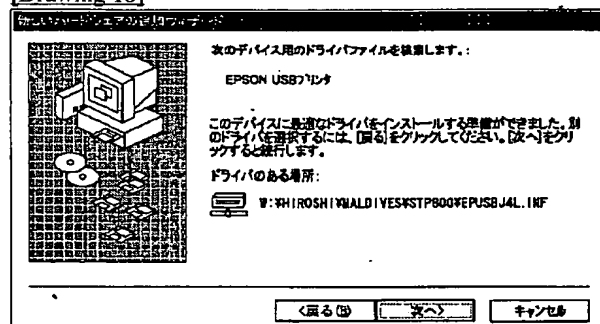 [Drawing 18]
新しいハードウェアの追加ウィザード
次のデバイス用のドライバファイルを検索します。:
EPSON USBプリンタ
このデバイスに最適なドライバをインストールする準備ができました。別
のドライバを選択するには、[戻る]をクリックしてください。[次へ]をクリ
ックすると続行します。
ドライバのある場所:
W:¥HIROSHI¥MALDIVES¥STP800¥EPUSBJ4L.INF
<戻る(B)
次へ>
キャンセル